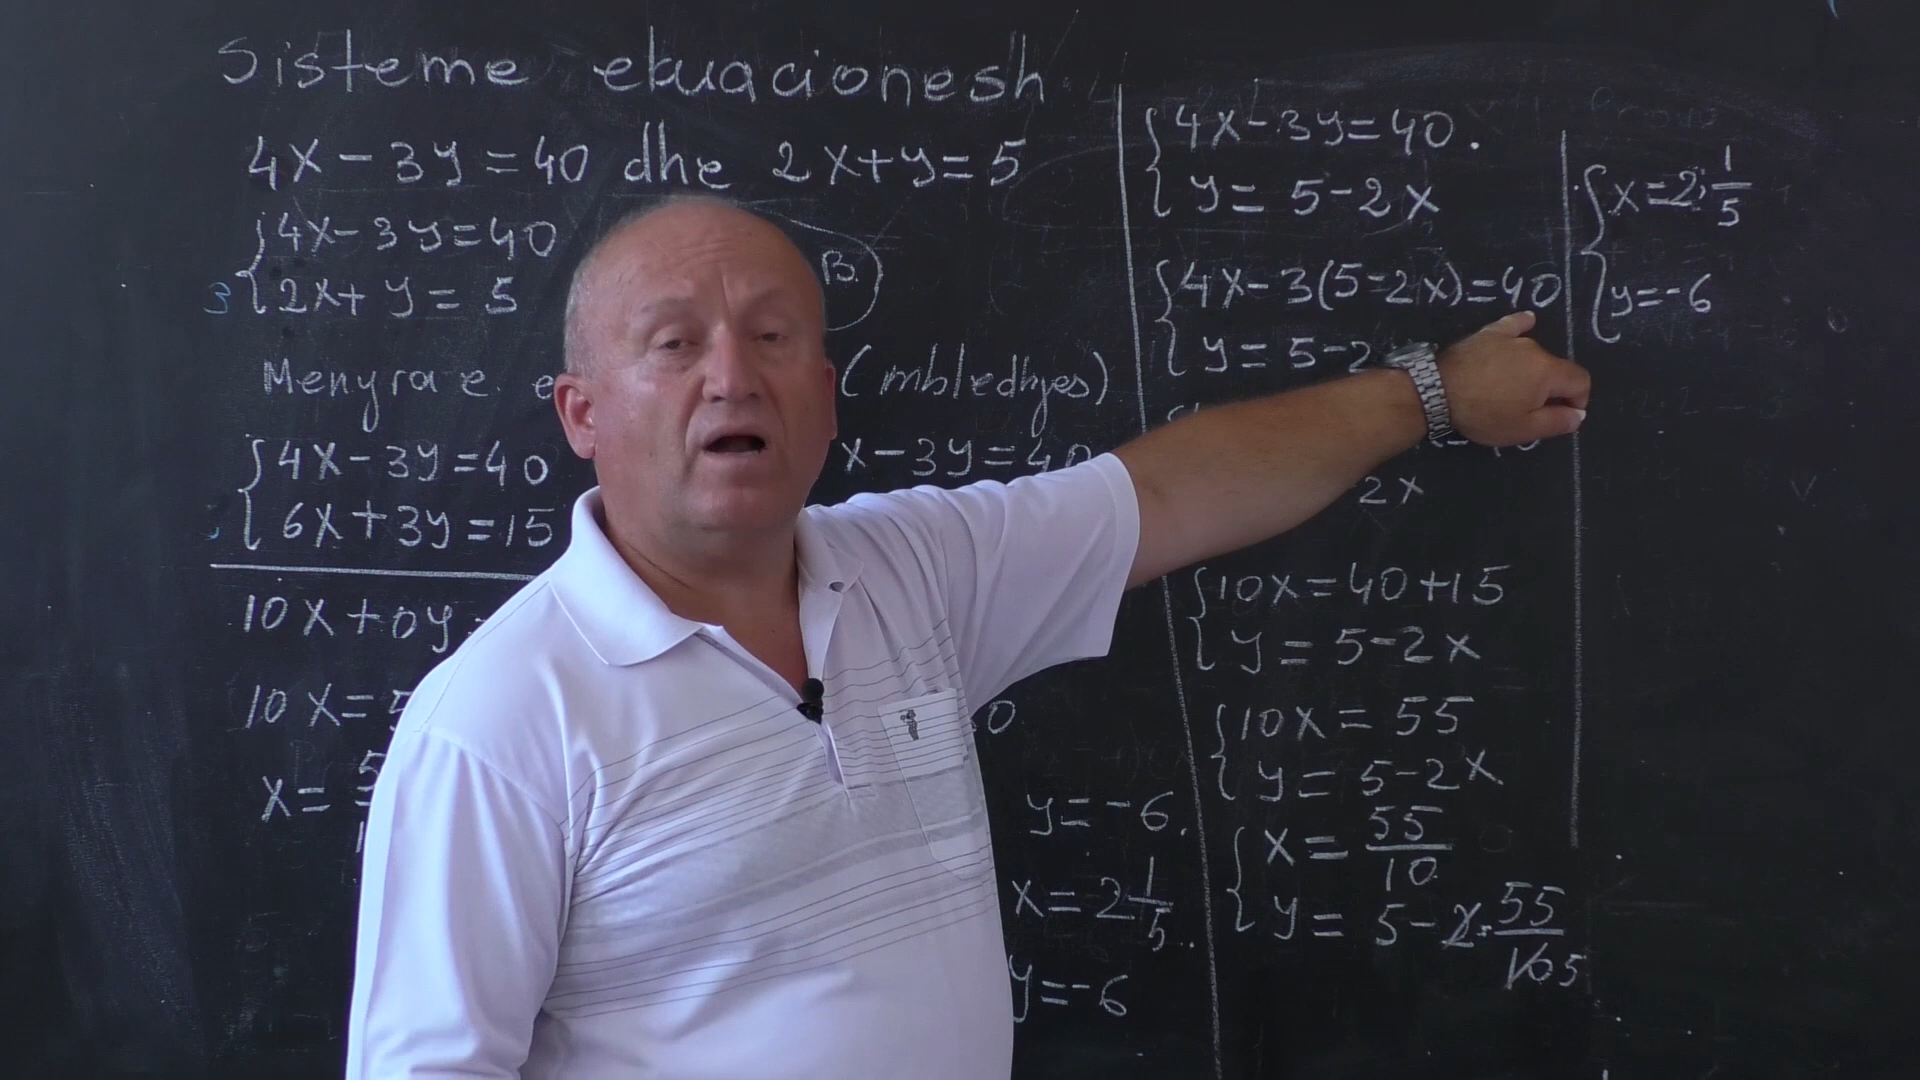 Sisteme ekuacionesh
4x-3y=40 dhe 2x+y=5
4x-3y=40
3 2x+y=5
B.
Menyra e (mbledhjes)
4x-3y=40
6x+3y=15
x-3y=40
10x+0y
10x=5
x=5
y=-6.
x=2 1/5.
y=-6
4x-3y=40.
y=5-2x
4x-3(5-2x)=40
y=5-2
2x
10x=40+15
y=5-2x
10x=55
y=5-2x
x=55/10
y=5-2·55/10 5
x=2 1/5
y=-6